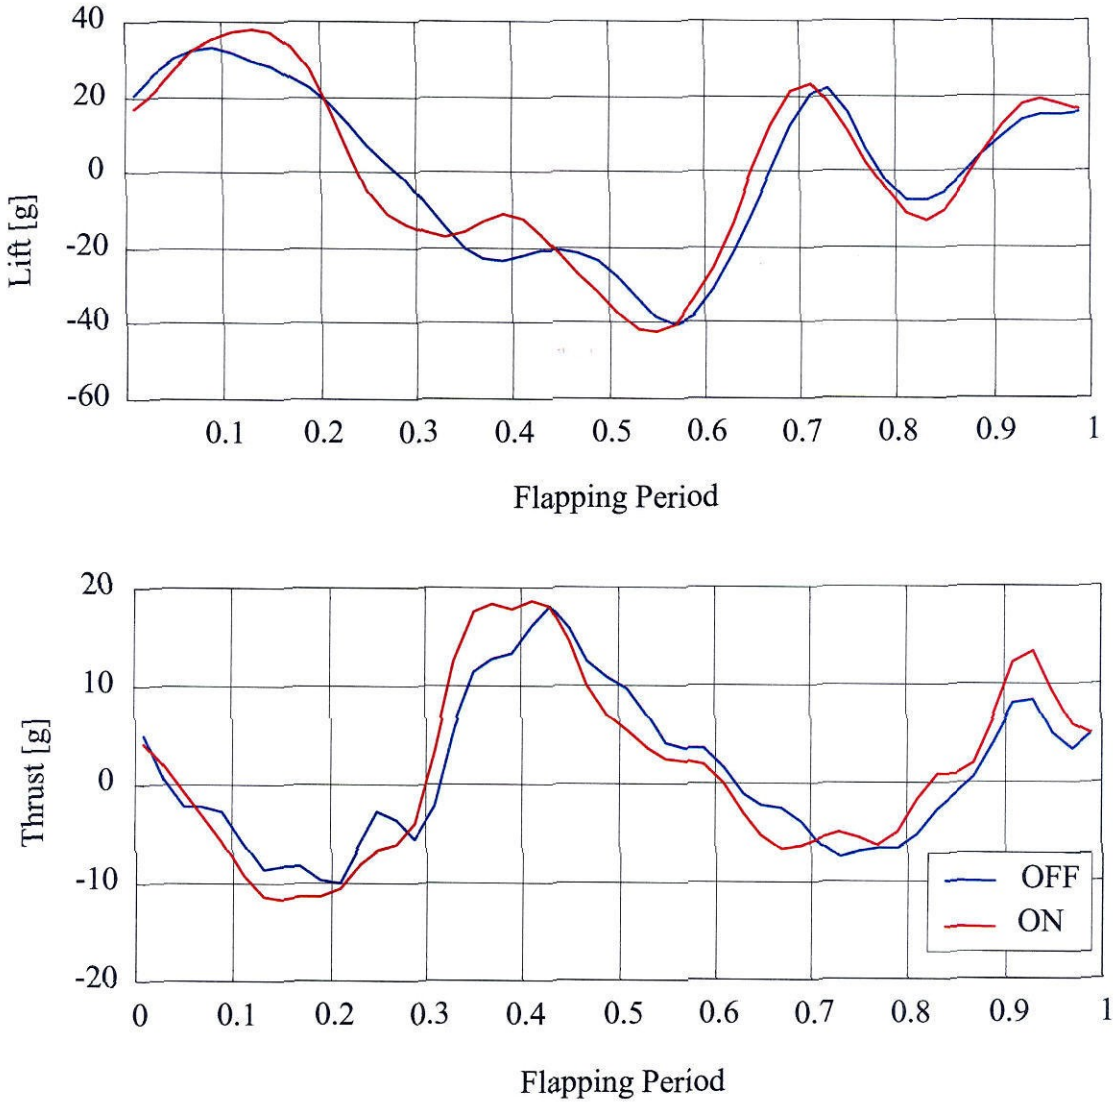 40
20
0
-20
-40
-60
Lift [g]
0.1 0.2 0.3 0.4 0.5 0.6 0.7 0.8 0.9 1
Flapping Period
20
10
0
-10
-20
Thrust [g]
OFF
ON
0 0.1 0.2 0.3 0.4 0.5 0.6 0.7 0.8 0.9 1
Flapping Period